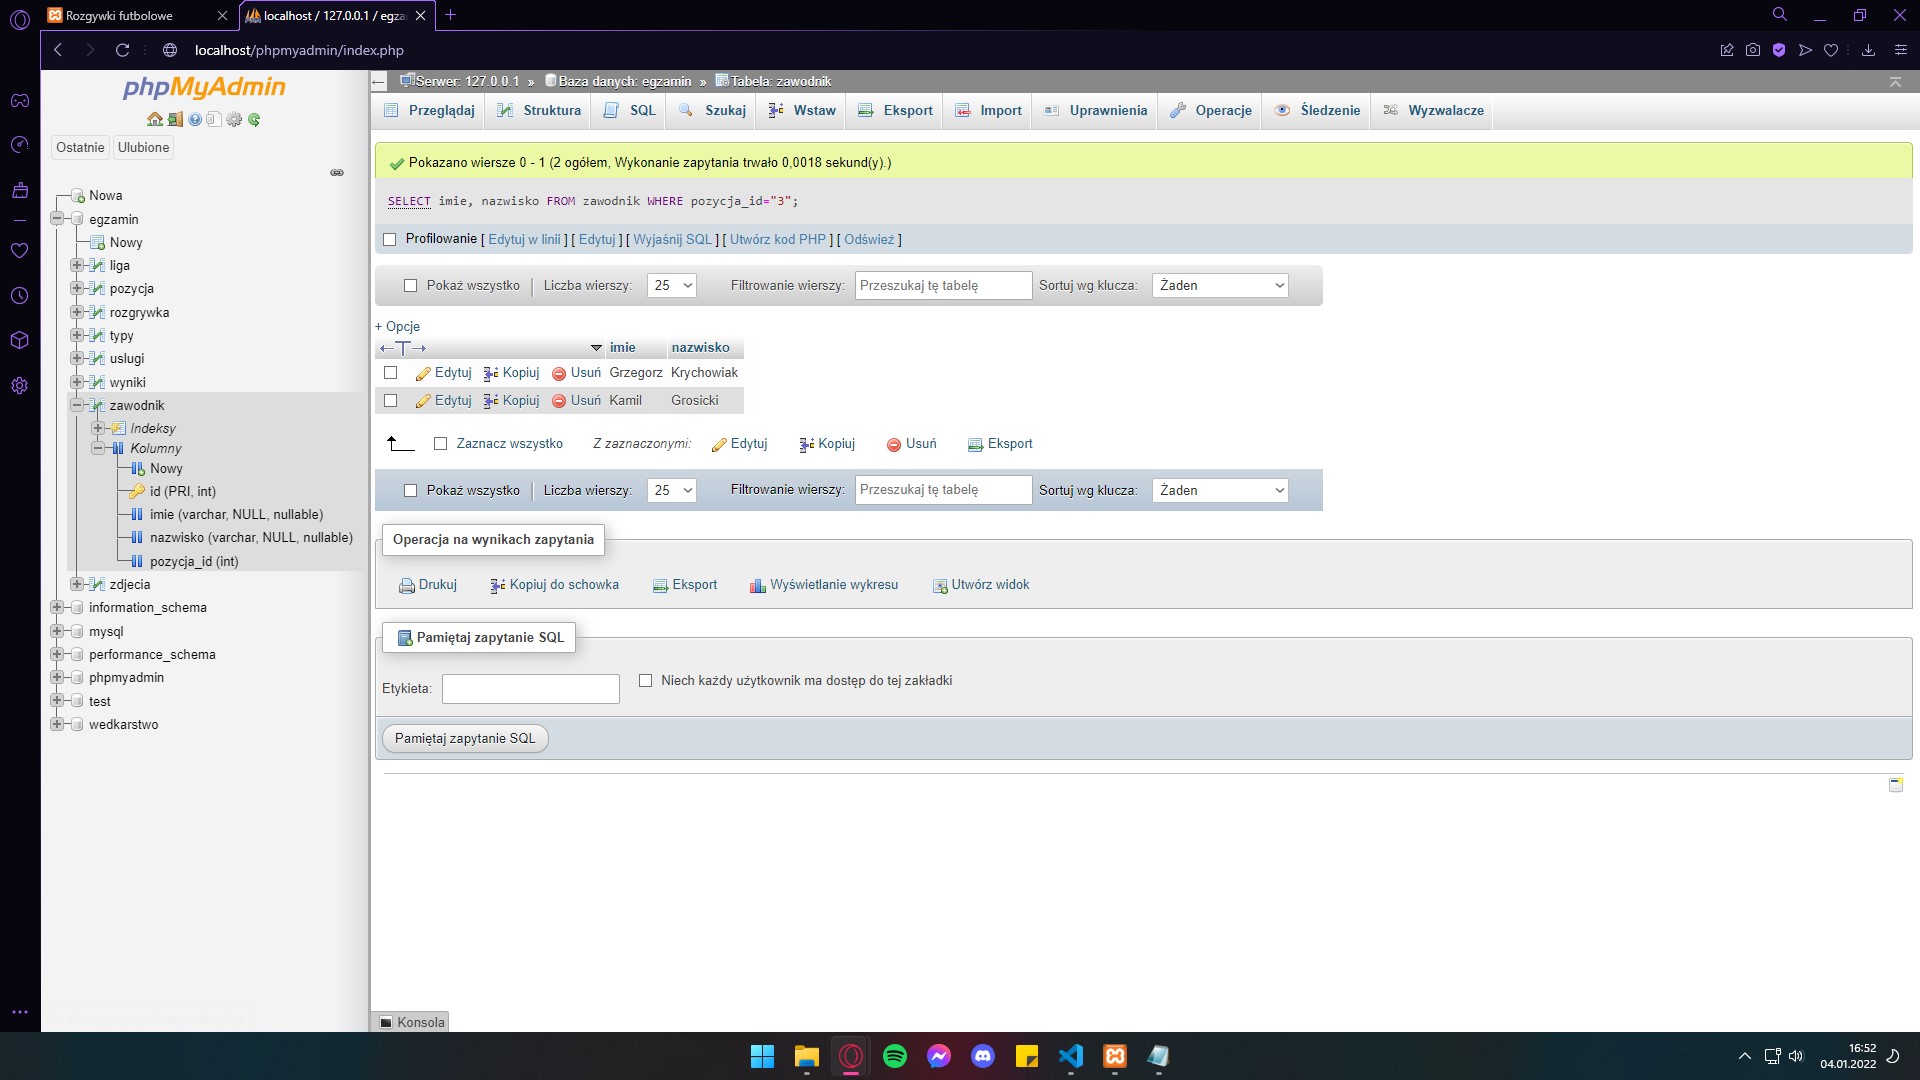 Rozgywki futbolowe
localhost / 127.0.0.1 / egza
localhost/phpmyadmin/index.php
phpMyAdmin
Ostatnie
Ulubione
Nowa
egzamin
Nowy
liga
pozycja
rozgrywka
typy
uslugi
wyniki
zawodnik
Indeksy
Kolumny
Nowy
id (PRI, int)
imie (varchar, NULL, nullable)
nazwisko (varchar, NULL, nullable)
pozycja_id (int)
zdjecia
information_schema
mysql
performance_schema
phpmyadmin
test
wedkarstwo
Serwer: 127.0.0.1 » Baza danych: egzamin » Tabela: zawodnik
Przeglądaj Struktura SQL Szukaj Wstaw Eksport Import Uprawnienia Operacje Śledzenie Wyzwalacze
Pokazano wiersze 0 - 1 (2 ogółem, Wykonanie zapytania trwało 0,0018 sekund(y).)
SELECT imie, nazwisko FROM zawodnik WHERE pozycja_id="3";
Profilowanie [ Edytuj w linii ] [ Edytuj ] [ Wyjaśnij SQL ] [ Utwórz kod PHP ] [ Odśwież ]
Pokaż wszystko Liczba wierszy: 25 Filtrowanie wierszy: Przeszukaj tę tabelę Sortuj wg klucza: Żaden
+ Opcje
←T→ imie nazwisko
Edytuj Kopiuj Usuń Grzegorz Krychowiak
Edytuj Kopiuj Usuń Kamil Grosicki
Zaznacz wszystko Z zaznaczonymi: Edytuj Kopiuj Usuń Eksport
Pokaż wszystko Liczba wierszy: 25 Filtrowanie wierszy: Przeszukaj tę tabelę Sortuj wg klucza: Żaden
Operacja na wynikach zapytania
Drukuj Kopiuj do schowka Eksport Wyświetlanie wykresu Utwórz widok
Pamiętaj zapytanie SQL
Etykieta: Niech każdy użytkownik ma dostęp do tej zakładki
Pamiętaj zapytanie SQL
Konsola
16:52
04.01.2022